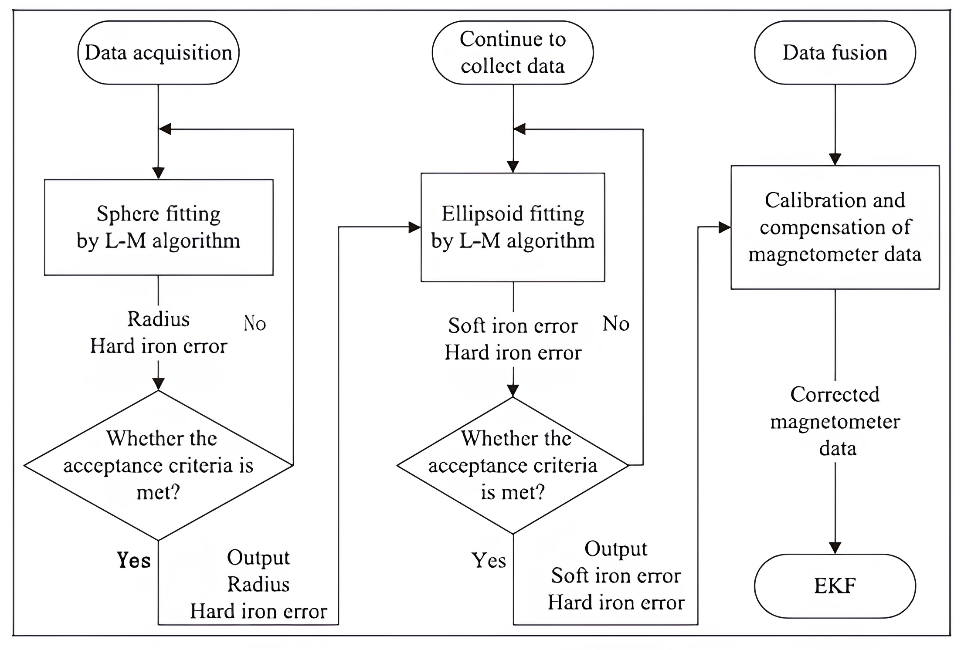 Data acquisition
Sphere fitting
by L-M algorithm
Radius
Hard iron error
No
Whether the
acceptance criteria is
met?
Yes
Output
Radius
Hard iron error
Continue to
collect data
Ellipsoid fitting
by L-M algorithm
Soft iron error
Hard iron error
No
Whether the
acceptance criteria
is met?
Yes
Output
Soft iron error
Hard iron error
Data fusion
Calibration and
compensation of
magnetometer data
Corrected
magnetometer
data
EKF